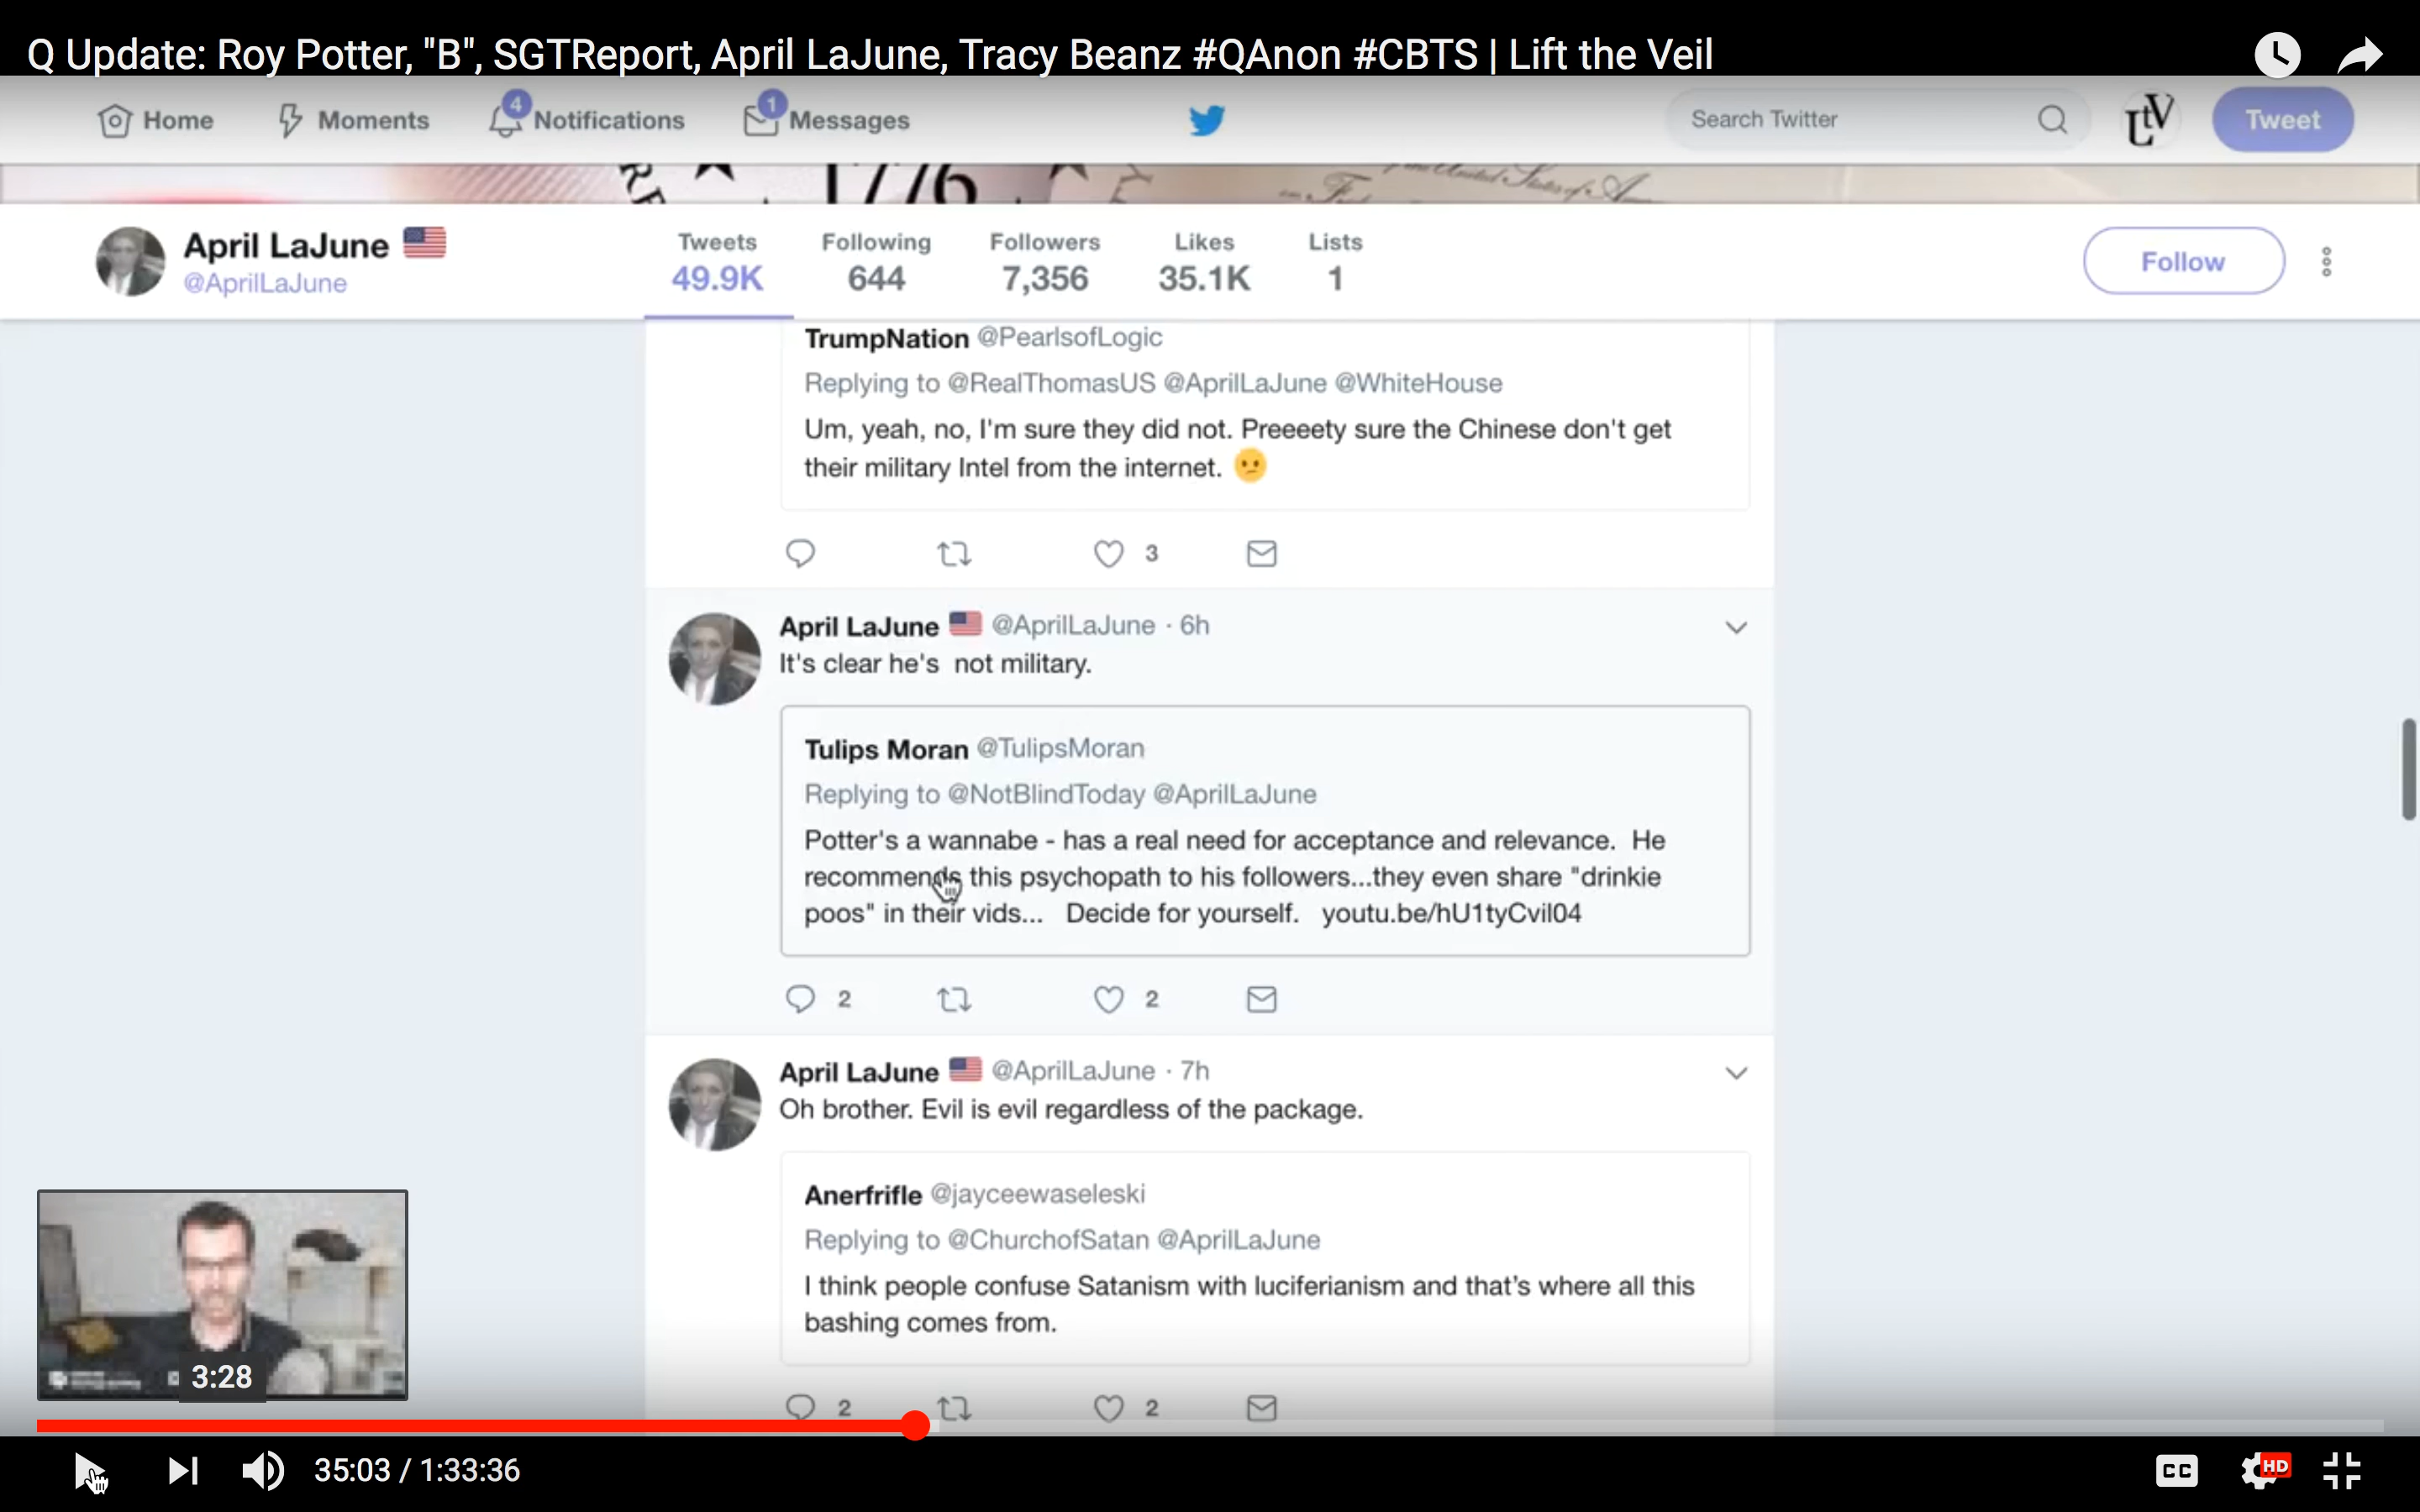 Q Update: Roy Potter, "B", SGTReport, April LaJune, Tracy Beanz #QAnon #CBTS | Lift the Veil
Home Moments 4 Notifications 1 Messages Search Twitter LtV Tweet
1776
April LaJune
@AprilLaJune
Tweets Following Followers Likes Lists
49.9K 644 7,356 35.1K 1
Follow
TrumpNation @PearlsofLogic
Replying to @RealThomasUS @AprilLaJune @WhiteHouse
Um, yeah, no, I'm sure they did not. Preeeety sure the Chinese don't get
their military Intel from the internet.
3
April LaJune @AprilLaJune · 6h
It's clear he's  not military.
Tulips Moran @TulipsMoran
Replying to @NotBlindToday @AprilLaJune
Potter's a wannabe - has a real need for acceptance and relevance.  He
recommends this psychopath to his followers...they even share "drinkie
poos" in their vids...   Decide for yourself.   youtu.be/hU1tyCvil04
2 2
April LaJune @AprilLaJune · 7h
Oh brother. Evil is evil regardless of the package.
Anerfrifle @jayceewaseleski
Replying to @ChurchofSatan @AprilLaJune
I think people confuse Satanism with luciferianism and that's where all this
bashing comes from.
2 2
3:28
35:03 / 1:33:36 CC HD